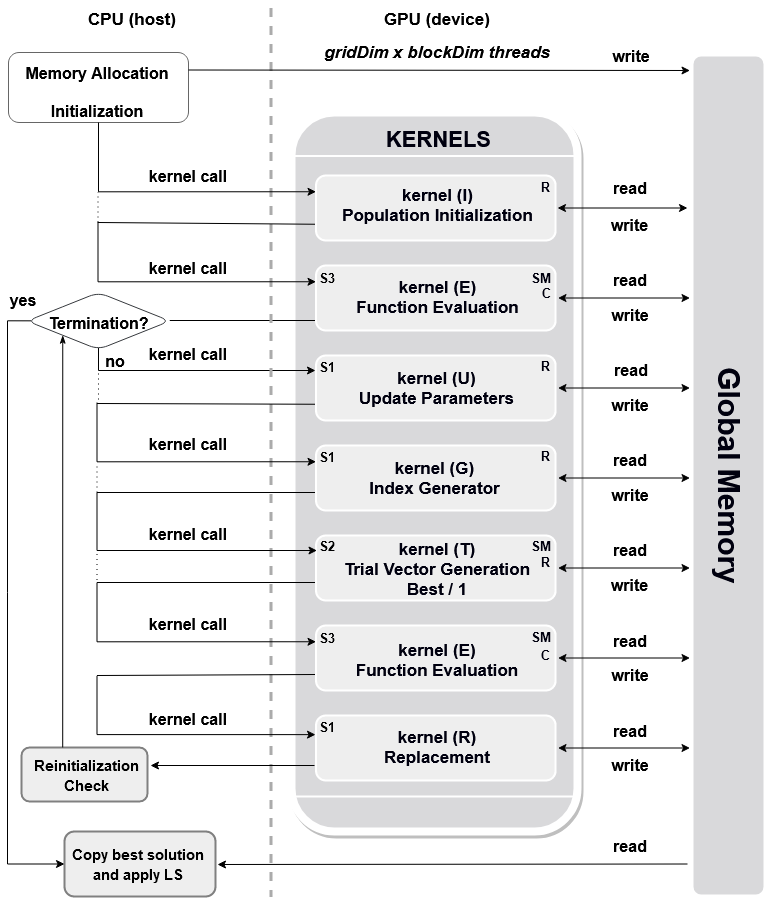 CPU (host)
GPU (device)
gridDim x blockDim threads
write
Memory Allocation
Initialization
KERNELS
kernel call
kernel (I)
R
Population Initialization
read
write
kernel call
S3
kernel (E)
SM
C
Function Evaluation
read
write
yes
Termination?
no
kernel call
S1
kernel (U)
R
Update Parameters
read
write
kernel call
S1
kernel (G)
R
Index Generator
read
write
kernel call
S2
kernel (T)
SM
R
Trial Vector Generation
Best / 1
read
write
kernel call
S3
kernel (E)
SM
C
Function Evaluation
read
write
kernel call
S1
kernel (R)
Replacement
read
write
Reinitialization
Check
Copy best solution
and apply LS
read
Global Memory